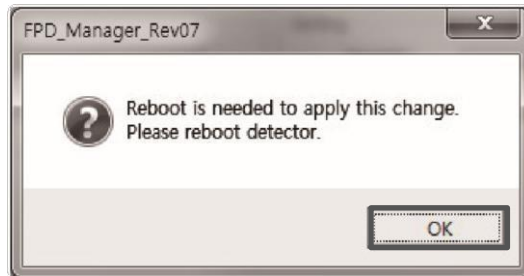 FPD_Manager_Rev07
Reboot is needed to apply this change.
Please reboot detector.
OK